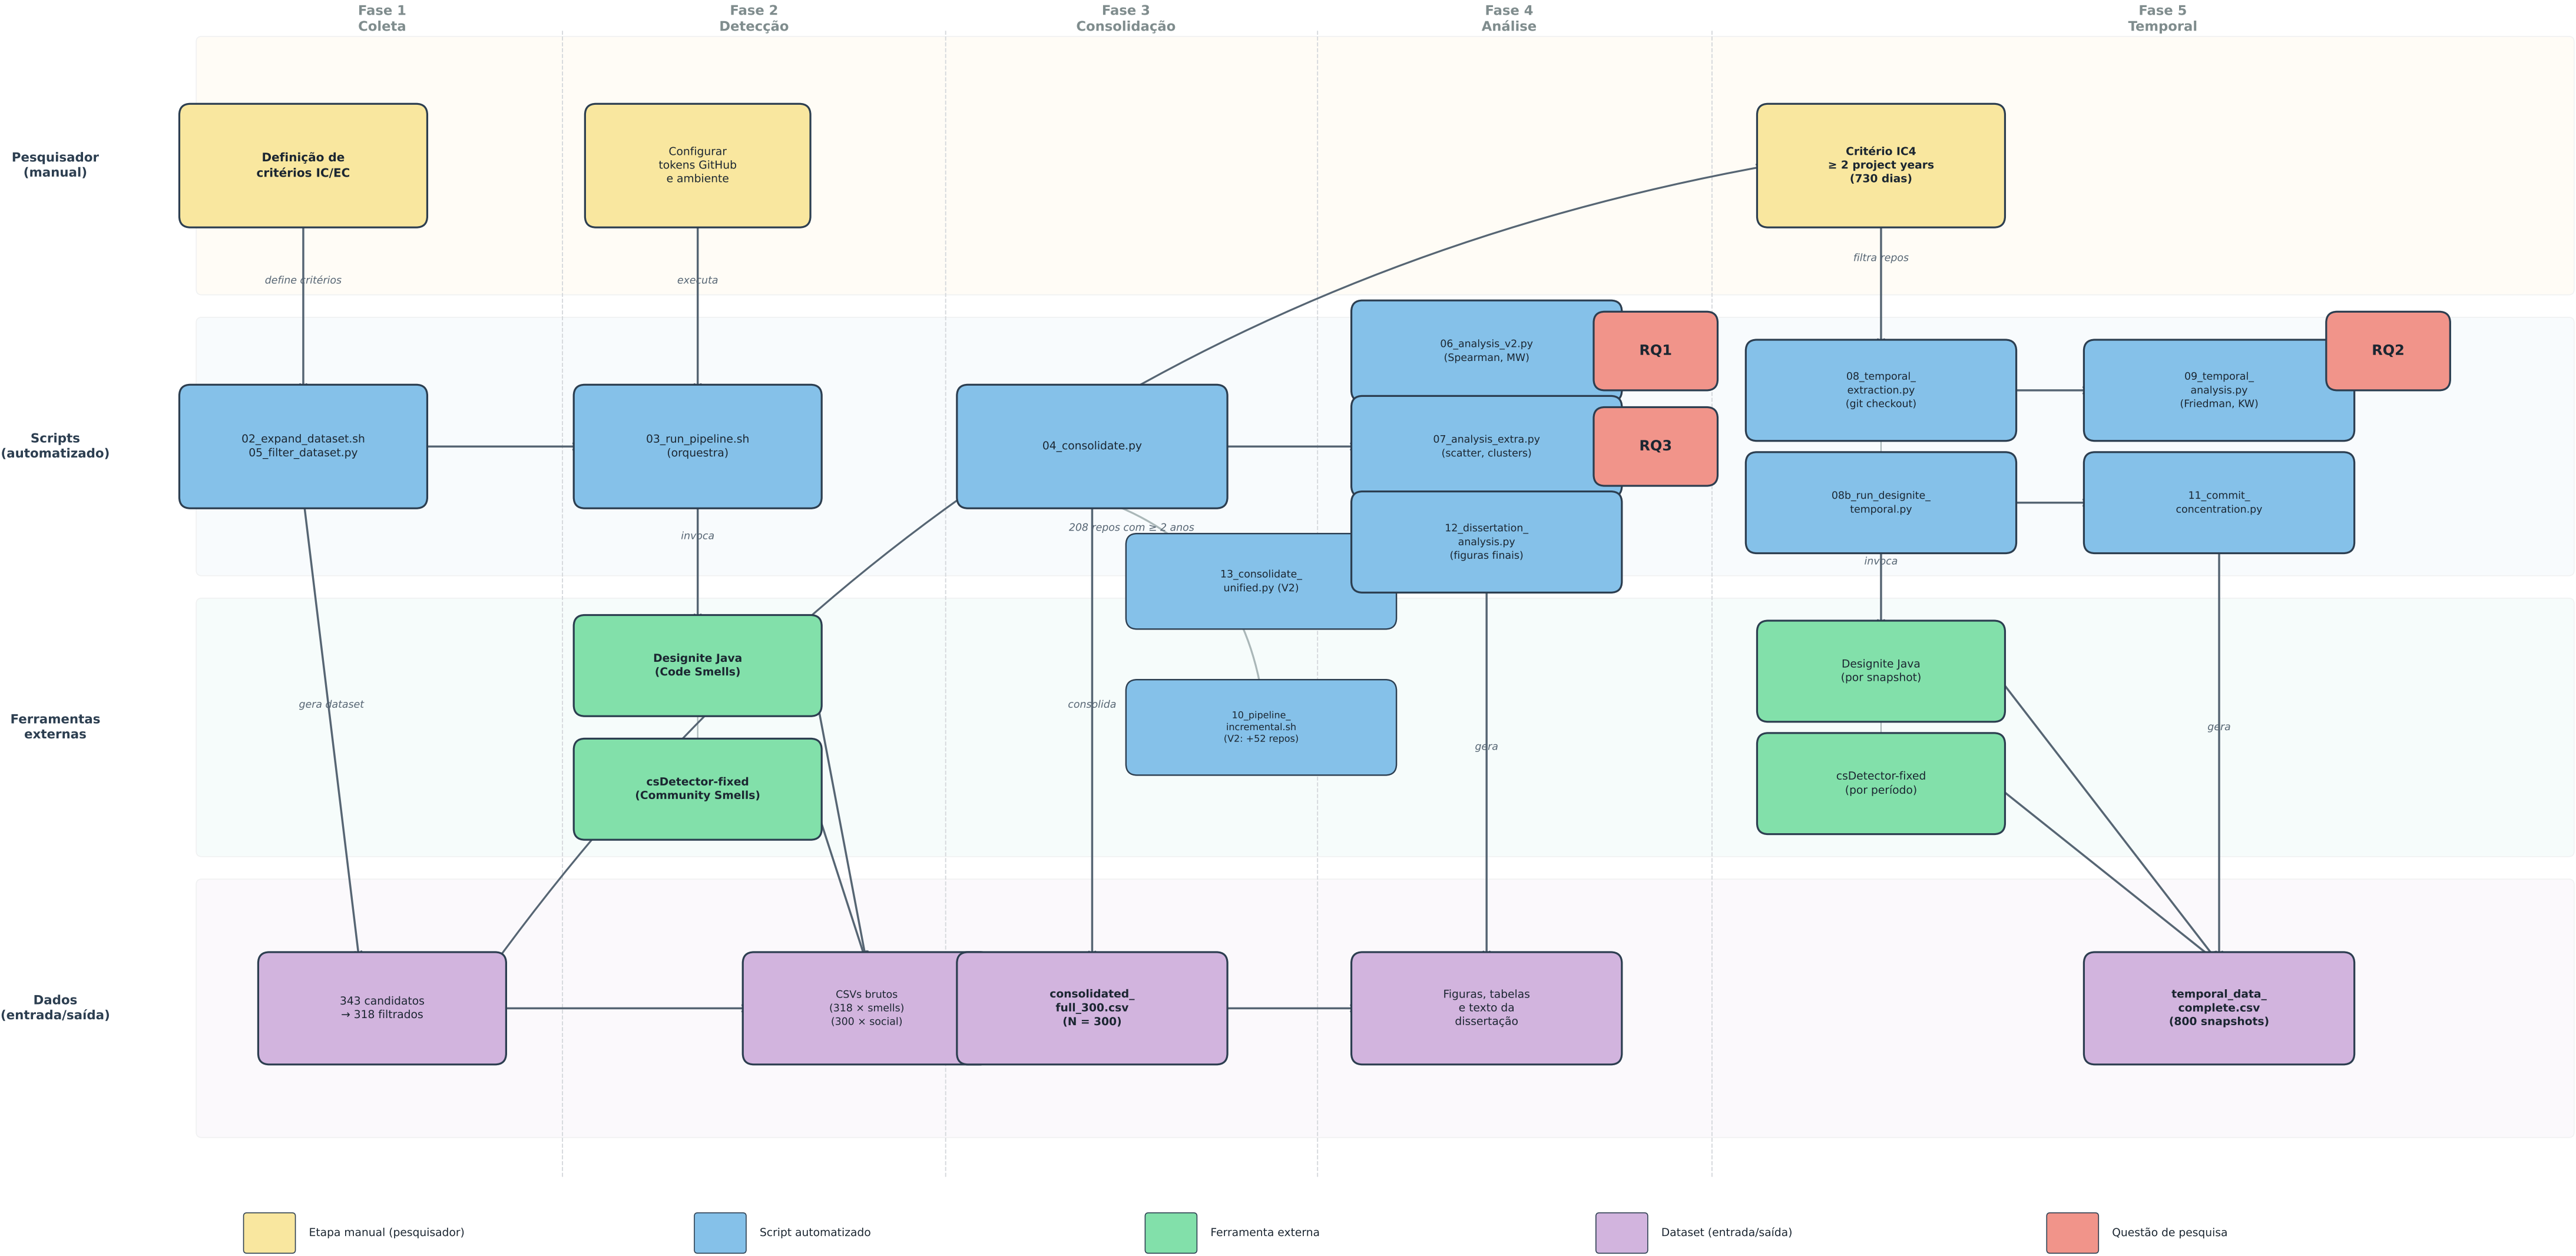 Fase 1
Coleta
Fase 2
Detecção
Fase 3
Consolidação
Fase 4
Análise
Fase 5
Temporal
Pesquisador
(manual)
Definição de
critérios IC/EC
Configurar
tokens GitHub
e ambiente
Critério IC4
≥ 2 project years
(730 dias)
define critérios
executa
filtra repos
Scripts
(automatizado)
02_expand_dataset.sh
05_filter_dataset.py
03_run_pipeline.sh
(orquestra)
04_consolidate.py
06_analysis_v2.py
(Spearman, MW)
RQ1
07_analysis_extra.py
(scatter, clusters)
RQ3
12_dissertation_
analysis.py
(figuras finais)
08_temporal_
extraction.py
(git checkout)
09_temporal_
analysis.py
(Friedman, KW)
RQ2
08b_run_designite_
temporal.py
11_commit_
concentration.py
invoca
208 repos com ≥ 2 anos
invoca
13_consolidate_
unified.py (V2)
Ferramentas
externas
gera dataset
Designite Java
(Code Smells)
csDetector-fixed
(Community Smells)
consolida
10_pipeline_
incremental.sh
(V2: +52 repos)
gera
Designite Java
(por snapshot)
csDetector-fixed
(por período)
gera
Dados
(entrada/saída)
343 candidatos
→ 318 filtrados
CSVs brutos
(318 × smells)
(300 × social)
consolidated_
full_300.csv
(N = 300)
Figuras, tabelas
e texto da
dissertação
temporal_data_
complete.csv
(800 snapshots)
Etapa manual (pesquisador)
Script automatizado
Ferramenta externa
Dataset (entrada/saída)
Questão de pesquisa